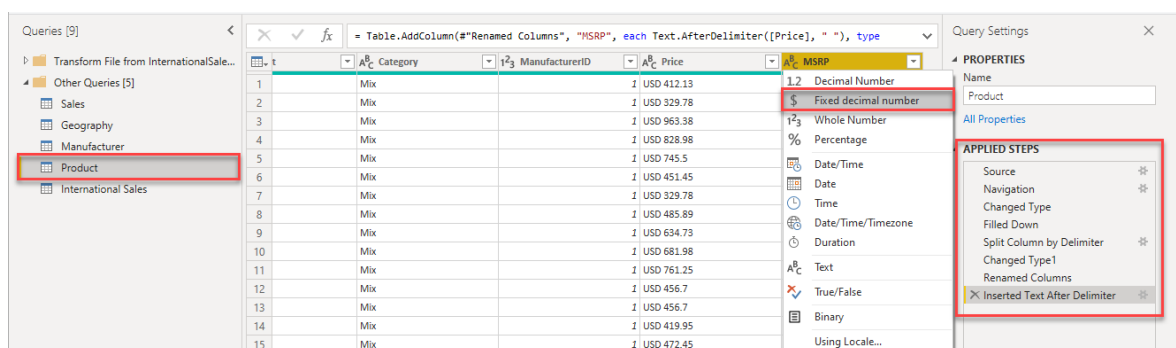 Queries [9]
Transform File from InternationalSale...
Other Queries [5]
Sales
Geography
Manufacturer
Product
International Sales
fx = Table.AddColumn(#"Renamed Columns", "MSRP", each Text.AfterDelimiter([Price], " "), type
t ABC Category 123 ManufacturerID ABC Price ABC MSRP
1 Mix 1 USD 412.13
2 Mix 1 USD 329.78
3 Mix 1 USD 963.38
4 Mix 1 USD 828.98
5 Mix 1 USD 745.5
6 Mix 1 USD 451.45
7 Mix 1 USD 329.78
8 Mix 1 USD 485.89
9 Mix 1 USD 634.73
10 Mix 1 USD 681.98
11 Mix 1 USD 761.25
12 Mix 1 USD 456.7
13 Mix 1 USD 456.7
14 Mix 1 USD 419.95
15 Mix 1 USD 472.45
1.2 Decimal Number
$ Fixed decimal number
123 Whole Number
% Percentage
Date/Time
Date
Time
Date/Time/Timezone
Duration
ABC Text
True/False
Binary
Using Locale...
Query Settings
PROPERTIES
Name
Product
All Properties
APPLIED STEPS
Source
Navigation
Changed Type
Filled Down
Split Column by Delimiter
Changed Type1
Renamed Columns
Inserted Text After Delimiter